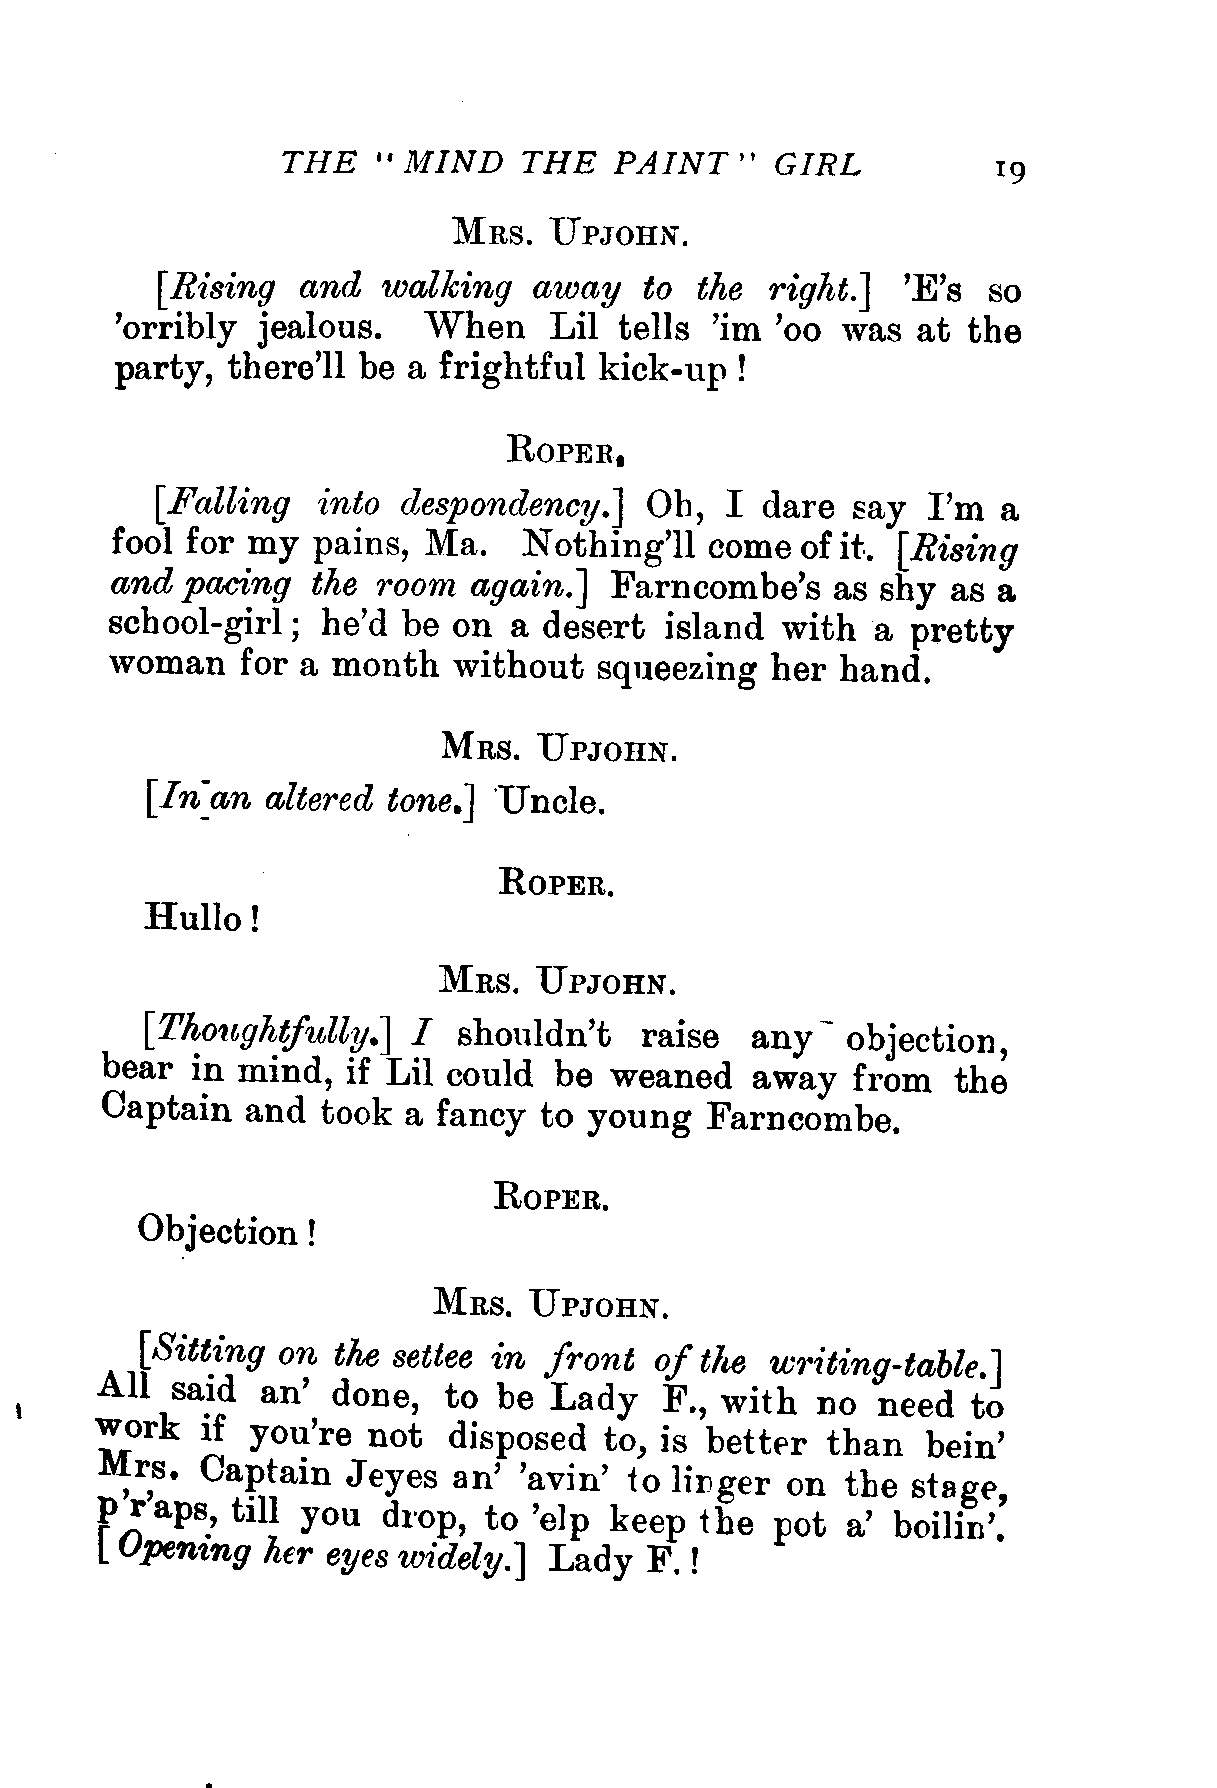 THE "MIND THE PAINT" GIRL 19
MRS. UPJOHN.
[Rising and walking away to the right.] 'E's so
'orribly jealous. When Lil tells 'im 'oo was at the
party, there'll be a frightful kick-up!
ROPER.
[Falling into despondency.] Oh, I dare say I'm a
fool for my pains, Ma. Nothing'll come of it. [Rising
and pacing the room again.] Farncombe's as shy as a
school-girl; he'd be on a desert island with a pretty
woman for a month without squeezing her hand.
MRS. UPJOHN.
[In an altered tone.] Uncle.
ROPER.
Hullo!
MRS. UPJOHN.
[Thoughtfully.] I shouldn't raise any objection,
bear in mind, if Lil could be weaned away from the
Captain and took a fancy to young Farncombe.
ROPER.
Objection!
MRS. UPJOHN.
[Sitting on the settee in front of the writing-table.]
All said an' done, to be Lady F., with no need to
work if you're not disposed to, is better than bein'
Mrs. Captain Jeyes an' 'avin' to linger on the stage,
p'r'aps, till you drop, to 'elp keep the pot a' boilin'.
[Opening her eyes widely.] Lady F.!